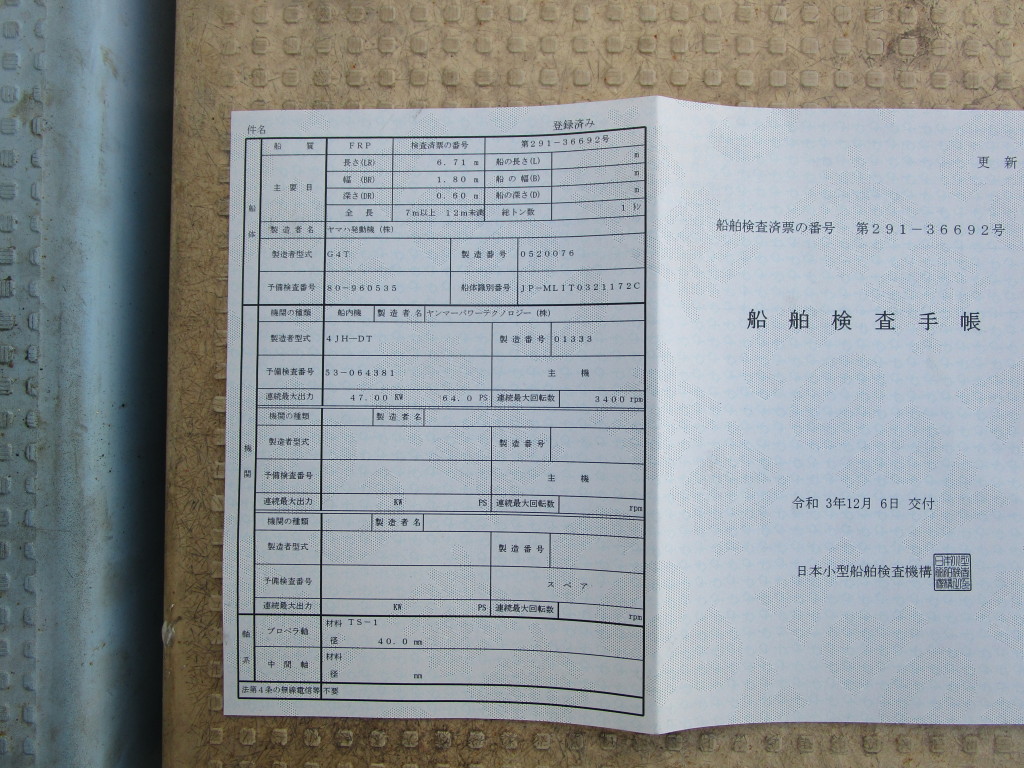 件名 登録済み
船体
船質 FRP 検査済票の番号 第291-36692号
主要目
長さ(LR) 6.71 m 船の長さ(L) m
幅(BR) 1.80 m 船の幅(B) m
深さ(DR) 0.60 m 船の深さ(D) m
全長 7m以上 12m未満 総トン数 1 トン
製造者名 ヤマハ発動機(株)
製造者型式 G4T 製造番号 0520076
予備検査番号 80-960535 船体識別番号 JP-ML1T0321172C
機関
機関の種類 船内機 製造者名 ヤンマーパワーテクノロジー(株)
製造者型式 4JH-DT 製造番号 01333
予備検査番号 53-064381 主機
連続最大出力 47.00 KW 64.0 PS 連続最大回転数 3400 rpm
機関の種類 製造者名
製造者型式 製造番号
予備検査番号 主機
連続最大出力 KW PS 連続最大回転数 rpm
機関の種類 製造者名
製造者型式 製造番号
予備検査番号 スペア
連続最大出力 KW PS 連続最大回転数 rpm
軸系
プロペラ軸 材料 TS-1
径 40.0 mm
中間軸 材料
径 mm
法第4条の無線電信等 不要
更新
船舶検査済票の番号 第291-36692号
船舶検査手帳
令和 3年12月 6日 交付
日本小型船舶検査機構